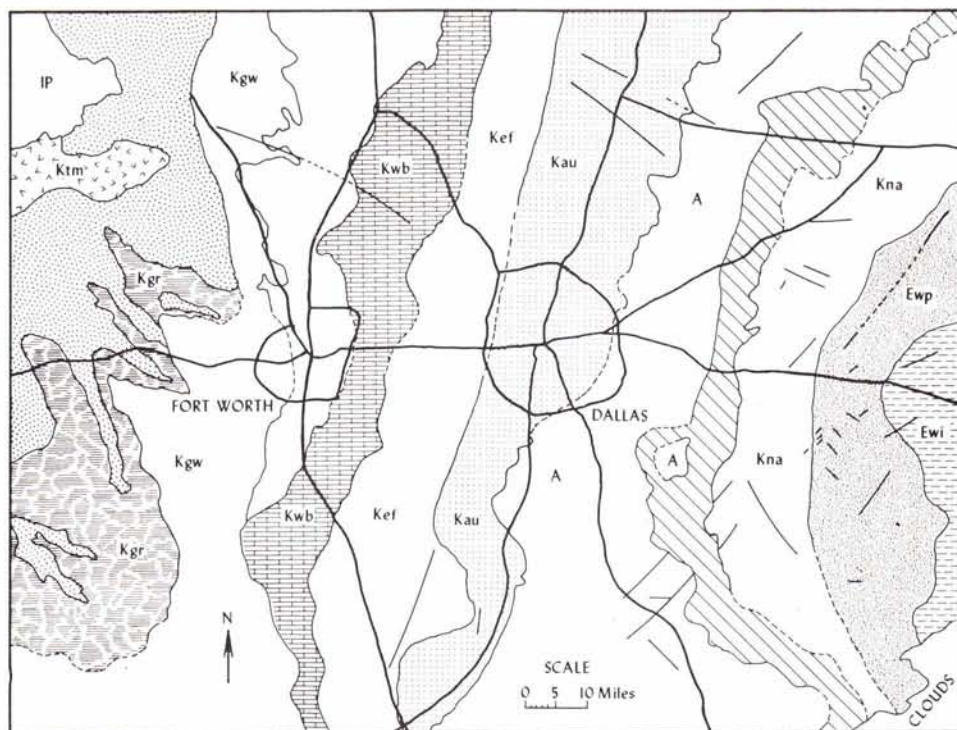 IP
Kgw
Ktm
Kwb
Kef
Kau
A
Kna
Kgr
Ewp
FORT WORTH
DALLAS
Ewi
Kgw
A
A
Kna
Kwb
Kef
Kau
Kgr
N
SCALE
0 5 10 Miles
CLOUDS